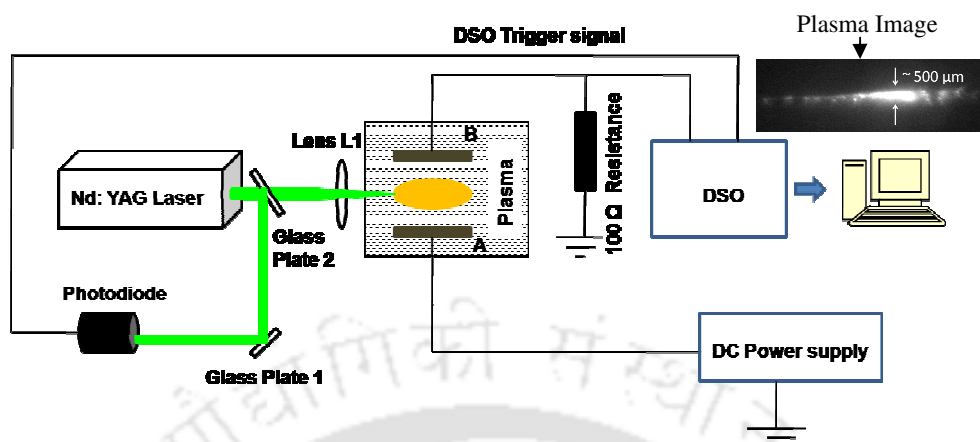 DSO Trigger signal
Plasma Image
~ 500 µm
Lens L1
B
Plasma
A
100 Ω Resistance
DSO
Nd: YAG Laser
Glass
Plate 2
Photodiode
Glass Plate 1
DC Power supply